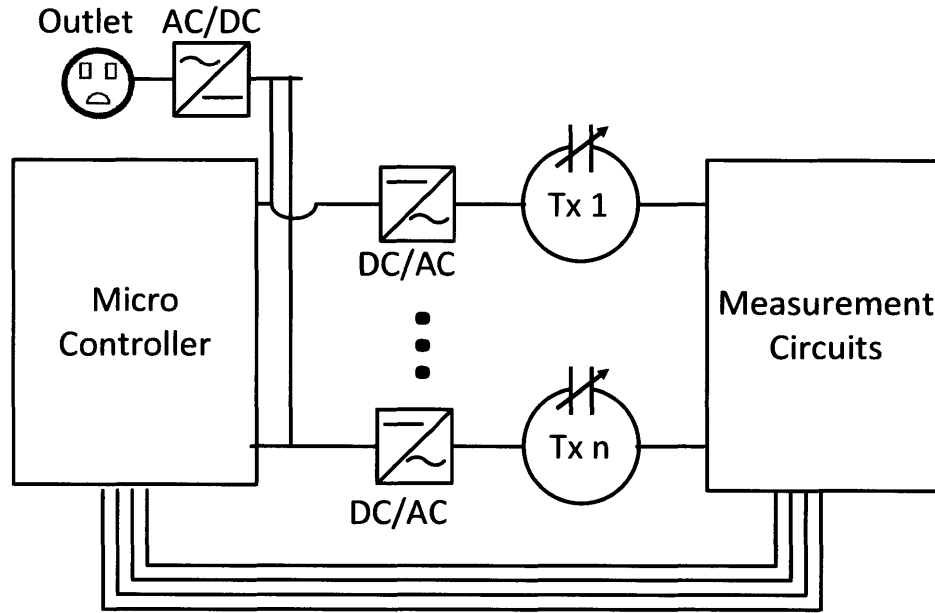 Outlet AC/DC
Micro
Controller
DC/AC
Tx 1
Measurement
Circuits
DC/AC
Tx n